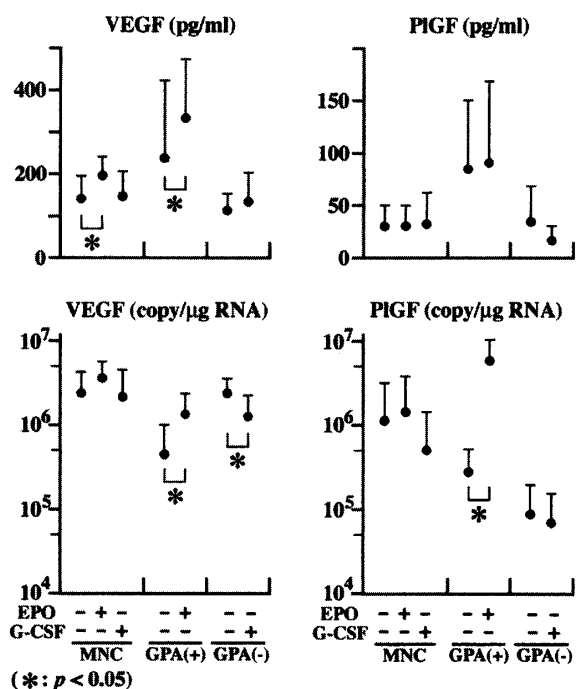 VEGF (pg/ml)
400
200
0
*
*
PlGF (pg/ml)
150
100
50
0
VEGF (copy/μg RNA)
10⁷
10⁶
10⁵
10⁴
*
*
PlGF (copy/μg RNA)
10⁷
10⁶
10⁵
10⁴
*
EPO - + - - + - -
G-CSF - - + - - - +
MNC GPA(+) GPA(-)
- + - - + - -
- - + - - - +
MNC GPA(+) GPA(-)
(*: p < 0.05)